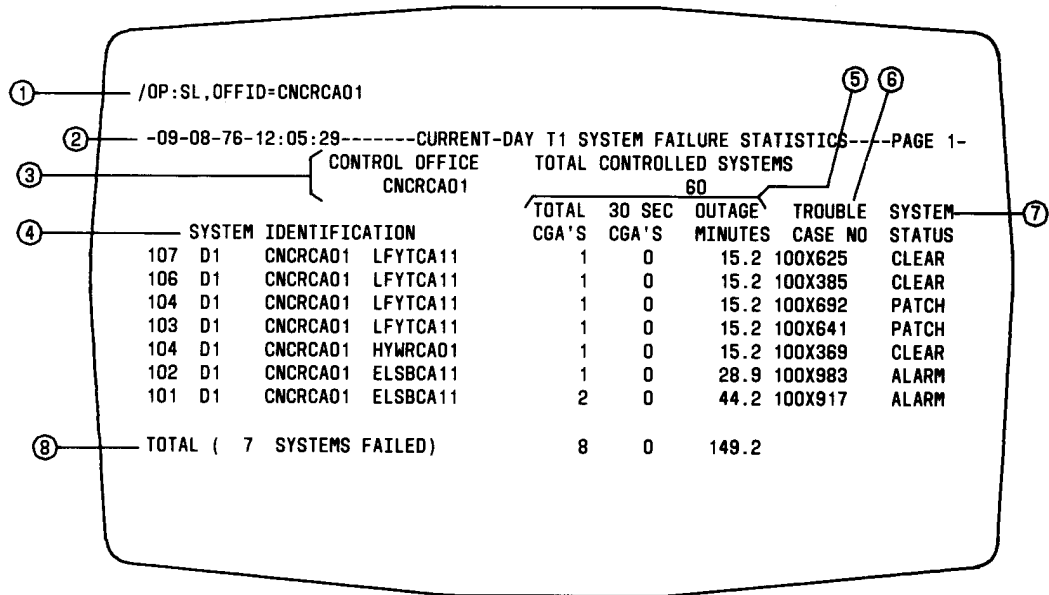 ⑤ ⑥
① /OP:SL,OFFID=CNCRCA01
② -09-08-76-12:05:29-------CURRENT-DAY T1 SYSTEM FAILURE STATISTICS----PAGE 1-
③ CONTROL OFFICE TOTAL CONTROLLED SYSTEMS
CNCRCA01 60
TOTAL 30 SEC OUTAGE TROUBLE SYSTEM ⑦
④ SYSTEM IDENTIFICATION CGA'S CGA'S MINUTES CASE NO STATUS
107 D1 CNCRCA01 LFYTCA11 1 0 15.2 100X625 CLEAR
106 D1 CNCRCA01 LFYTCA11 1 0 15.2 100X385 CLEAR
104 D1 CNCRCA01 LFYTCA11 1 0 15.2 100X692 PATCH
103 D1 CNCRCA01 LFYTCA11 1 0 15.2 100X641 PATCH
104 D1 CNCRCA01 HYWRCA01 1 0 15.2 100X369 CLEAR
102 D1 CNCRCA01 ELSBCA11 1 0 28.9 100X983 ALARM
101 D1 CNCRCA01 ELSBCA11 2 0 44.2 100X917 ALARM
⑧ TOTAL ( 7 SYSTEMS FAILED) 8 0 149.2